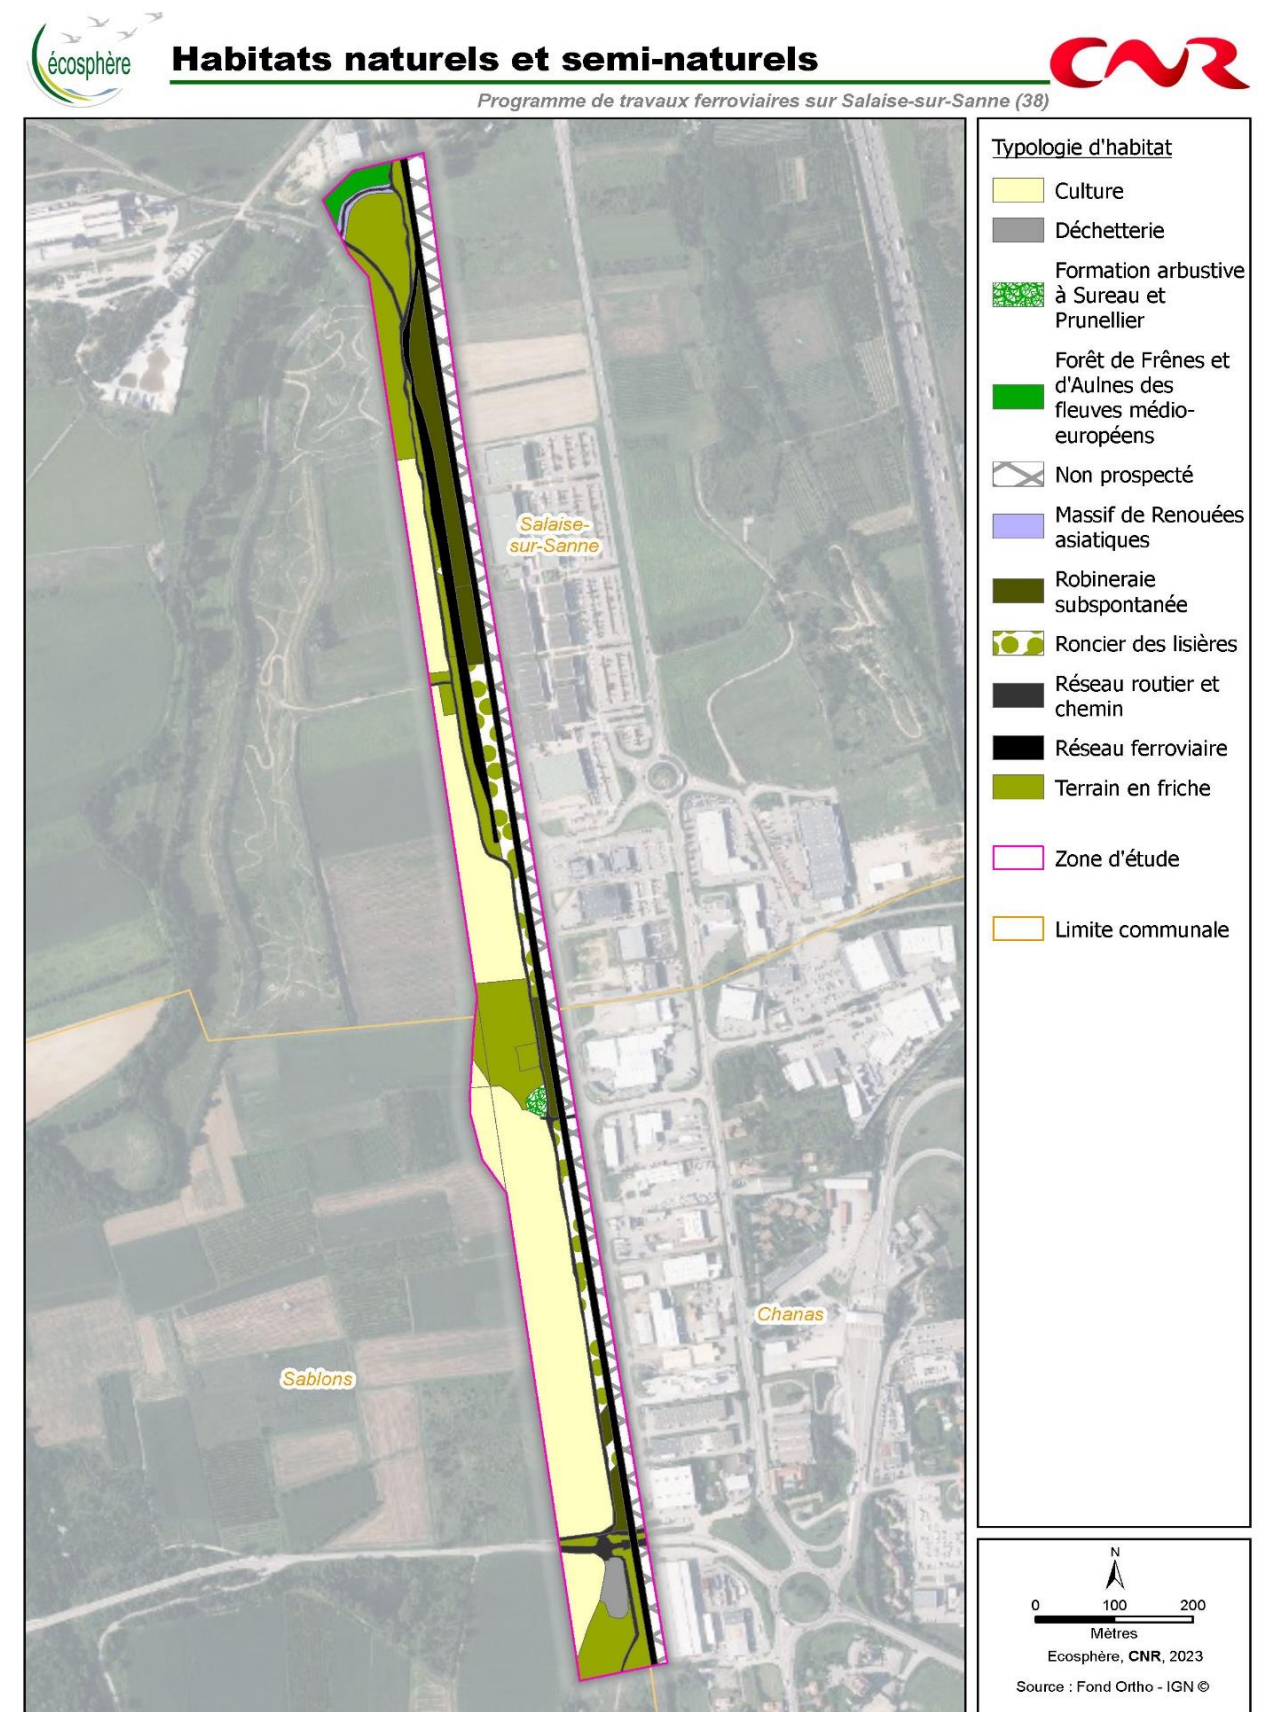 écosphère
Habitats naturels et semi-naturels
CNR
Programme de travaux ferroviaires sur Salaise-sur-Sanne (38)
Typologie d'habitat
Culture
Déchetterie
Formation arbustive
à Sureau et
Prunellier
Forêt de Frênes et
d'Aulnes des
fleuves médio-
européens
Non prospecté
Massif de Renouées
asiatiques
Robineraie
subspontanée
Roncier des lisières
Réseau routier et
chemin
Réseau ferroviaire
Terrain en friche
Zone d'étude
Limite communale
Salaise-
sur-Sanne
Chanas
Sablons
N
0 100 200
Mètres
Ecosphère, CNR, 2023
Source : Fond Ortho - IGN ©